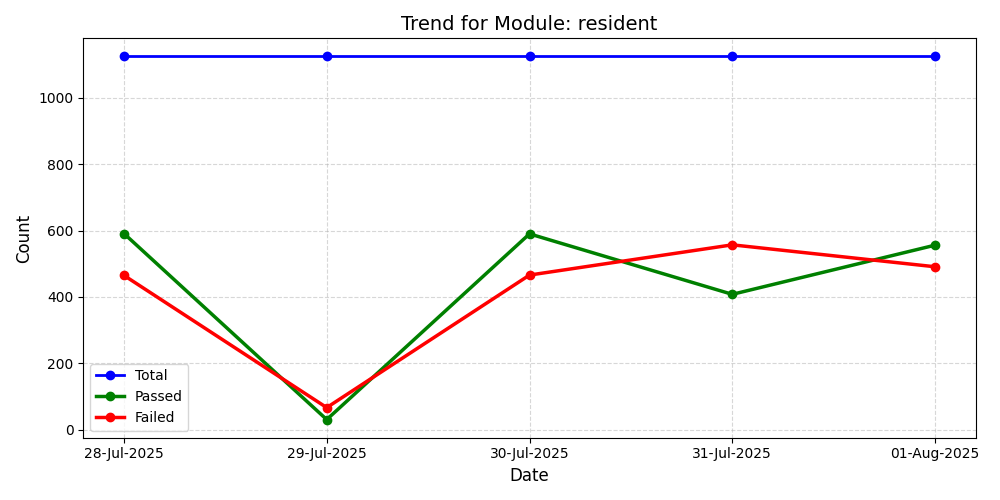 Trend for Module: resident
Count
1000
800
600
400
200
0
Total
Passed
Failed
28-Jul-2025 29-Jul-2025 30-Jul-2025 31-Jul-2025 01-Aug-2025
Date